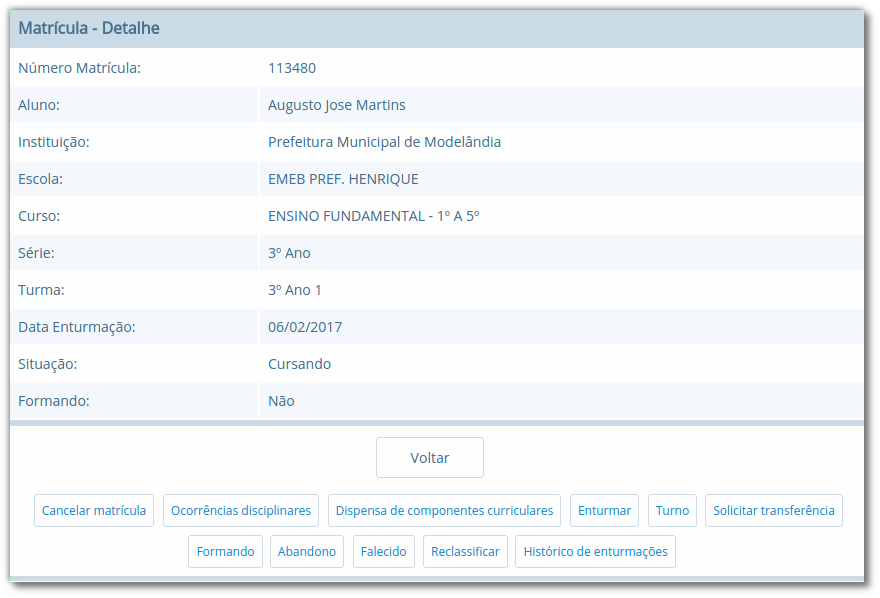 Matrícula - Detalhe
Número Matrícula: 113480
Aluno: Augusto Jose Martins
Instituição: Prefeitura Municipal de Modelândia
Escola: EMEB PREF. HENRIQUE
Curso: ENSINO FUNDAMENTAL - 1º A 5º
Série: 3º Ano
Turma: 3º Ano 1
Data Enturmação: 06/02/2017
Situação: Cursando
Formando: Não
Voltar
Cancelar matrícula Ocorrências disciplinares Dispensa de componentes curriculares Enturmar Turno Solicitar transferência
Formando Abandono Falecido Reclassificar Histórico de enturmações